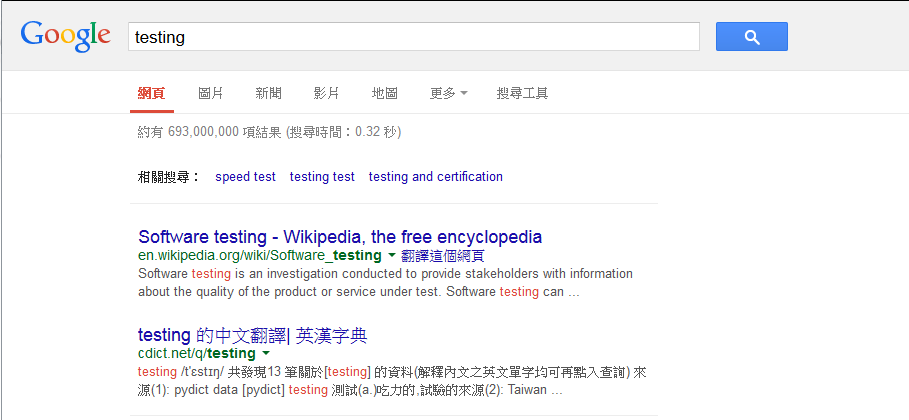 Google testing
網頁 圖片 新聞 影片 地圖 更多 搜尋工具
約有 693,000,000 項結果 (搜尋時間：0.32 秒)
相關搜尋： speed test testing test testing and certification
Software testing - Wikipedia, the free encyclopedia
en.wikipedia.org/wiki/Software_testing 翻譯這個網頁
Software testing is an investigation conducted to provide stakeholders with information
about the quality of the product or service under test. Software testing can ...
testing 的中文翻譯| 英漢字典
cdict.net/q/testing
testing /t'ɛstɪŋ/ 共發現13 筆關於[testing] 的資料(解釋內文之英文單字均可再點入查詢) 來
源(1): pydict data [pydict] testing 測試(a.)吃力的,試驗的來源(2): Taiwan ...